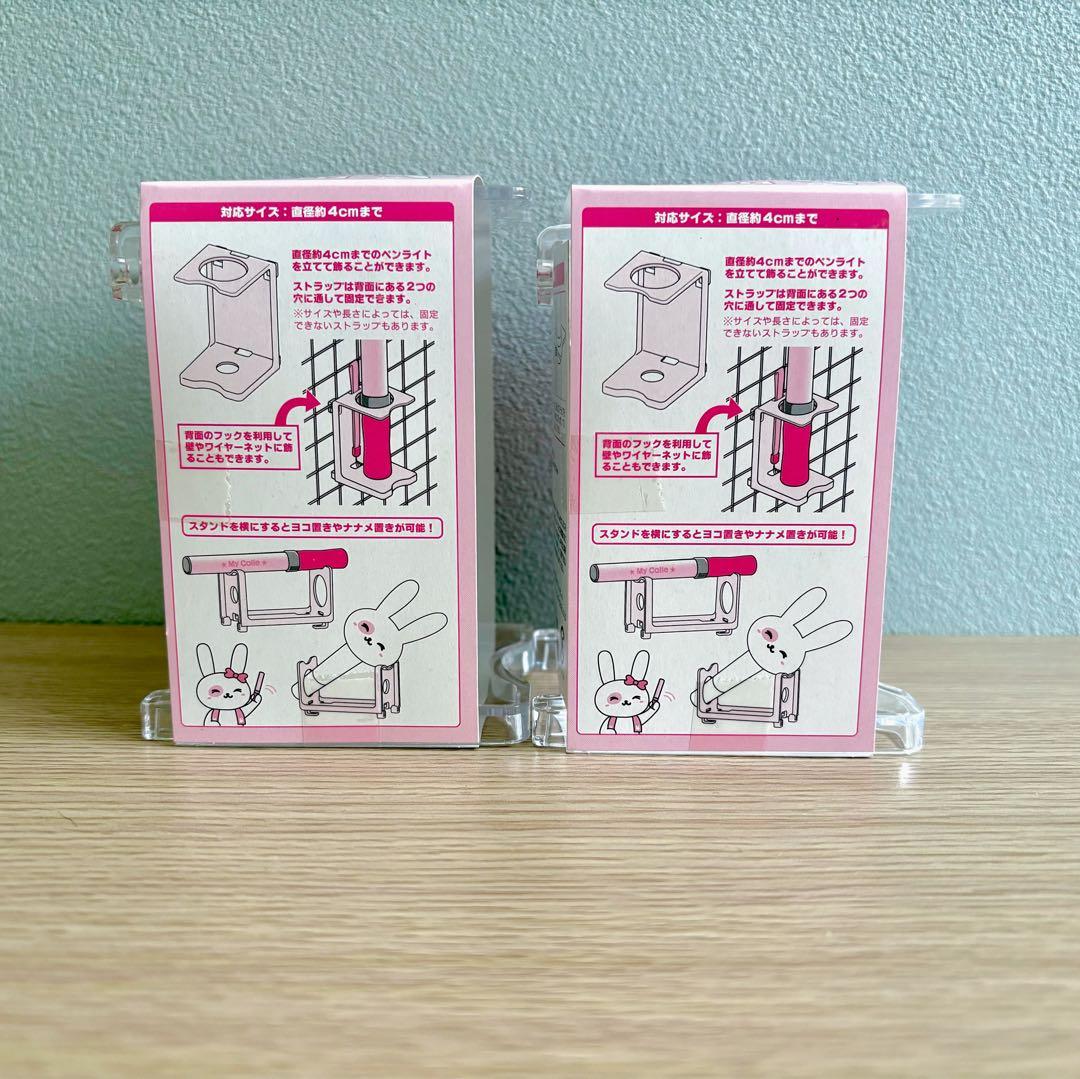 対応サイズ：直径約4cmまで
直径約4cmまでのペンライト
を立てて飾ることができます。
ストラップは背面にある2つの
穴に通して固定できます。
※サイズや長さによっては、固定
できないストラップもあります。
背面のフックを利用して
壁やワイヤーネットに飾
ることもできます。
スタンドを横にするとヨコ置きやナナメ置きが可能！
★ My Colle ★
対応サイズ：直径約4cmまで
直径約4cmまでのペンライト
を立てて飾ることができます。
ストラップは背面にある2つの
穴に通して固定できます。
※サイズや長さによっては、固定
できないストラップもあります。
背面のフックを利用して
壁やワイヤーネットに飾
ることもできます。
スタンドを横にするとヨコ置きやナナメ置きが可能！
★ My Colle ★